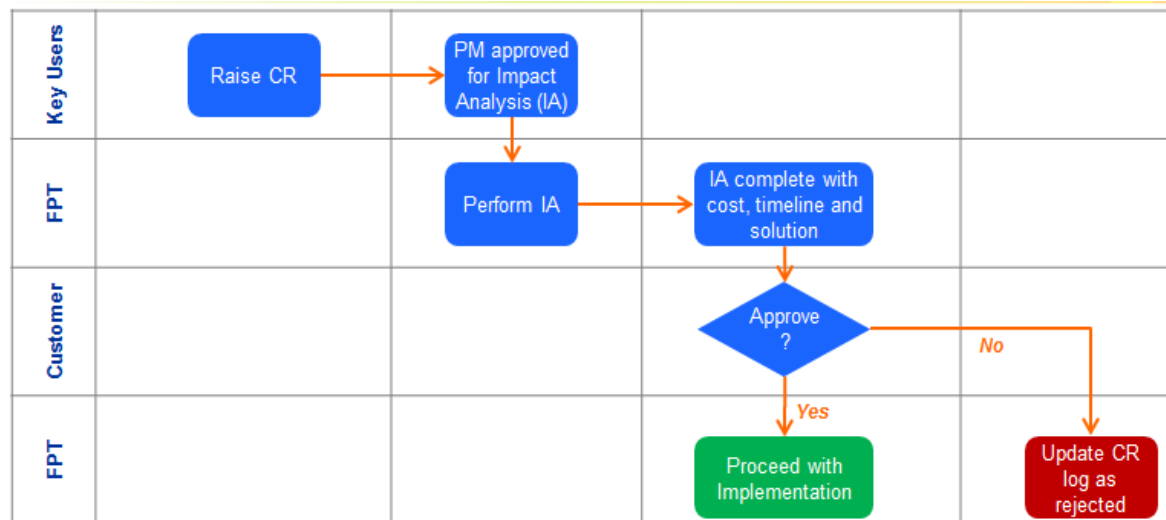 Key Users
Raise CR
PM approved
for Impact
Analysis (IA)
FPT
Perform IA
IA complete with
cost, timeline and
solution
Customer
Approve
?
No
Yes
FPT
Proceed with
Implementation
Update CR
log as
rejected